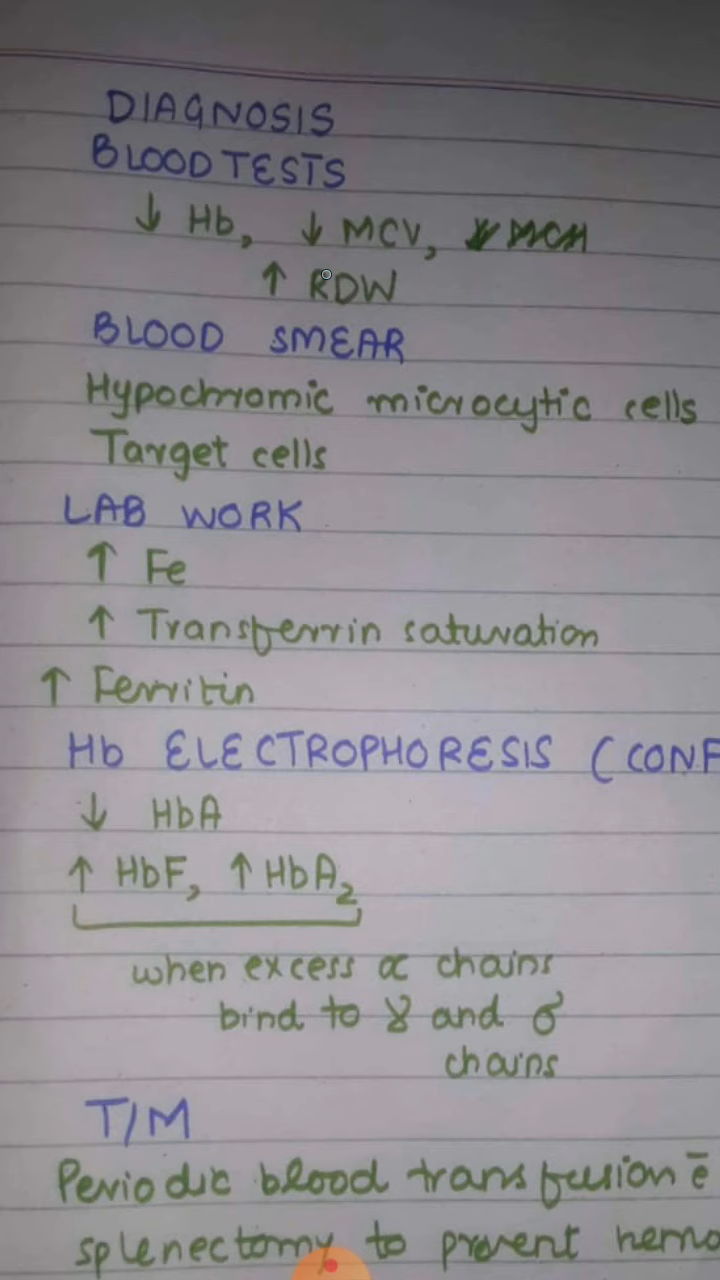 DIAGNOSIS
BLOOD TESTS
↓ Hb, ↓ MCV, ↓ MCH
↑ RDW
BLOOD SMEAR
Hypochromic microcytic cells
Target cells
LAB WORK
↑ Fe
↑ Transferrin saturation
↑ Ferritin
Hb ELECTROPHORESIS (CONF
↓ HbA
↑ HbF, ↑ HbA₂
when excess α chains
bind to γ and σ
chains
T/M
Periodic blood transfusion c̄
splenectomy to prevent hemo